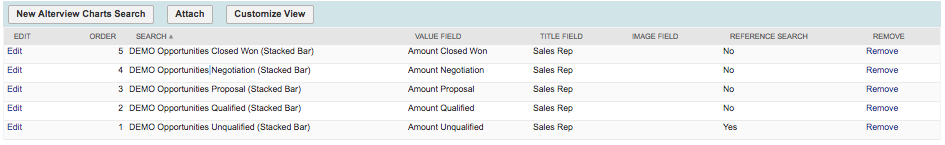 New Alterview Charts Search Attach Customize View
EDIT ORDER SEARCH ▲ VALUE FIELD TITLE FIELD IMAGE FIELD REFERENCE SEARCH REMOVE
Edit 5 DEMO Opportunities Closed Won (Stacked Bar) Amount Closed Won Sales Rep No Remove
Edit 4 DEMO Opportunities Negotiation (Stacked Bar) Amount Negotiation Sales Rep No Remove
Edit 3 DEMO Opportunities Proposal (Stacked Bar) Amount Proposal Sales Rep No Remove
Edit 2 DEMO Opportunities Qualified (Stacked Bar) Amount Qualified Sales Rep No Remove
Edit 1 DEMO Opportunities Unqualified (Stacked Bar) Amount Unqualified Sales Rep Yes Remove